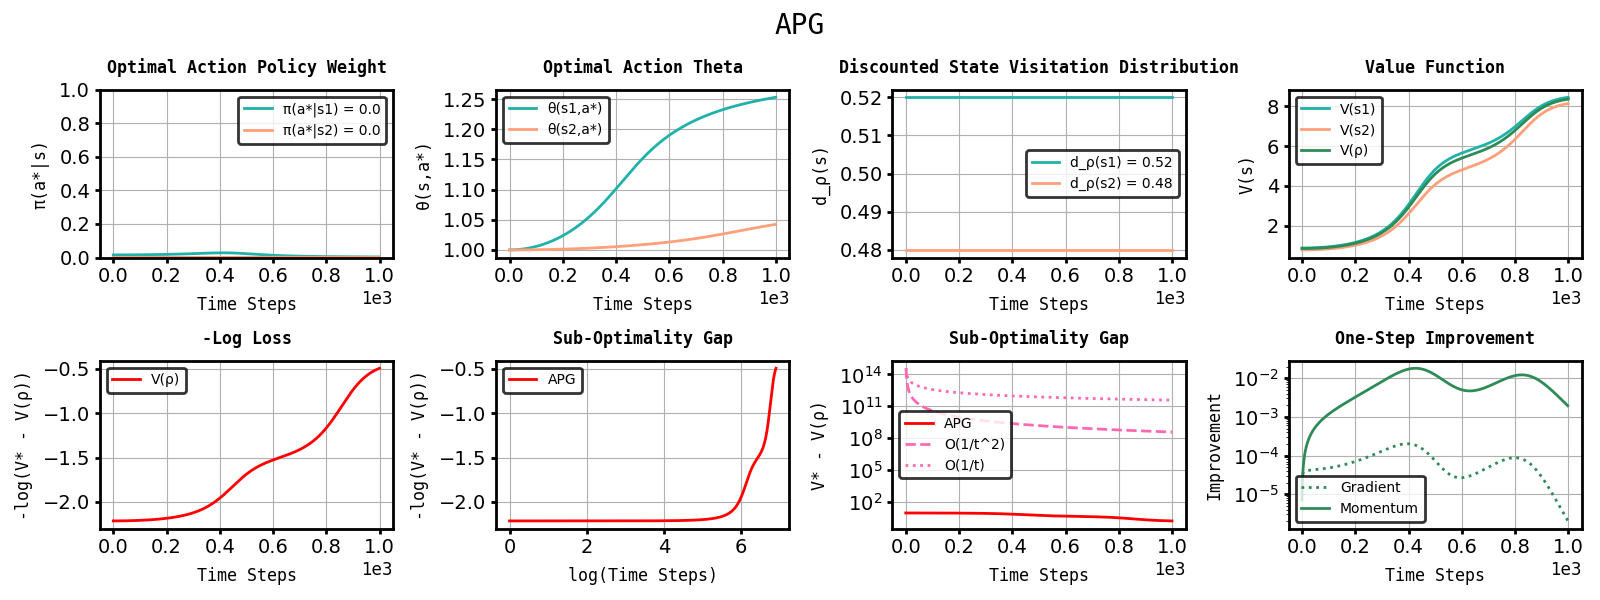 APG
Optimal Action Policy Weight
π(a*|s)
1.0
0.8
0.6
0.4
0.2
0.0
π(a*|s1) = 0.0
π(a*|s2) = 0.0
0.0 0.2 0.4 0.6 0.8 1.0
1e3
Time Steps
Optimal Action Theta
θ(s,a*)
1.25
1.20
1.15
1.10
1.05
1.00
θ(s1,a*)
θ(s2,a*)
0.0 0.2 0.4 0.6 0.8 1.0
1e3
Time Steps
Discounted State Visitation Distribution
d_ρ(s)
0.52
0.51
0.50
0.49
0.48
d_ρ(s1) = 0.52
d_ρ(s2) = 0.48
0.0 0.2 0.4 0.6 0.8 1.0
1e3
Time Steps
Value Function
V(s)
8
6
4
2
V(s1)
V(s2)
V(ρ)
0.0 0.2 0.4 0.6 0.8 1.0
1e3
Time Steps
-Log Loss
-log(V* - V(ρ))
−0.5
−1.0
−1.5
−2.0
V(ρ)
0.0 0.2 0.4 0.6 0.8 1.0
1e3
Time Steps
Sub-Optimality Gap
-log(V* - V(ρ))
−0.5
−1.0
−1.5
−2.0
APG
0 2 4 6
log(Time Steps)
Sub-Optimality Gap
V* - V(ρ)
10^14
10^11
10^8
10^5
10^2
APG
O(1/t^2)
O(1/t)
0.0 0.2 0.4 0.6 0.8 1.0
1e3
Time Steps
One-Step Improvement
Improvement
10^−2
10^−3
10^−4
10^−5
Gradient
Momentum
0.0 0.2 0.4 0.6 0.8 1.0
1e3
Time Steps